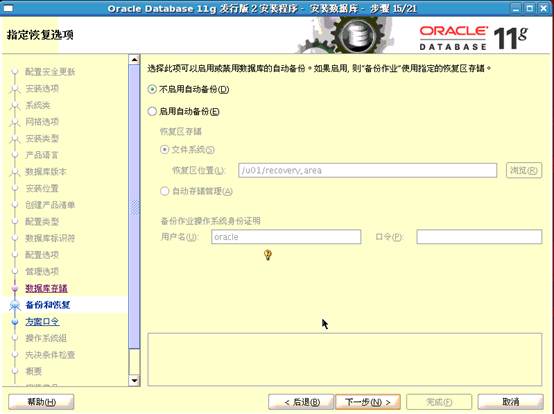 Oracle Database 11g 发行版 2 安装程序 - 安装数据库 - 步骤 15/21
指定恢复选项
ORACLE
DATABASE 11g
配置安全更新
安装选项
系统类
网格选项
安装类型
产品语言
数据库版本
安装位置
创建产品清单
配置类型
数据库标识符
配置选项
管理选项
数据库存储
备份和恢复
方案口令
操作系统组
先决条件检查
概要
选择此项可以启用或禁用数据库的自动备份。如果启用, 则"备份作业"使用指定的恢复区存储。
不启用自动备份(D)
启用自动备份(E)
恢复区存储
文件系统(S)
恢复区位置(L): /u01/recovery_area 浏览(R)
自动存储管理(A)
备份作业操作系统身份证明
用户名(U): oracle 口令(P):
帮助(H) < 后退(B) 下一步(N) > 完成(F) 取消